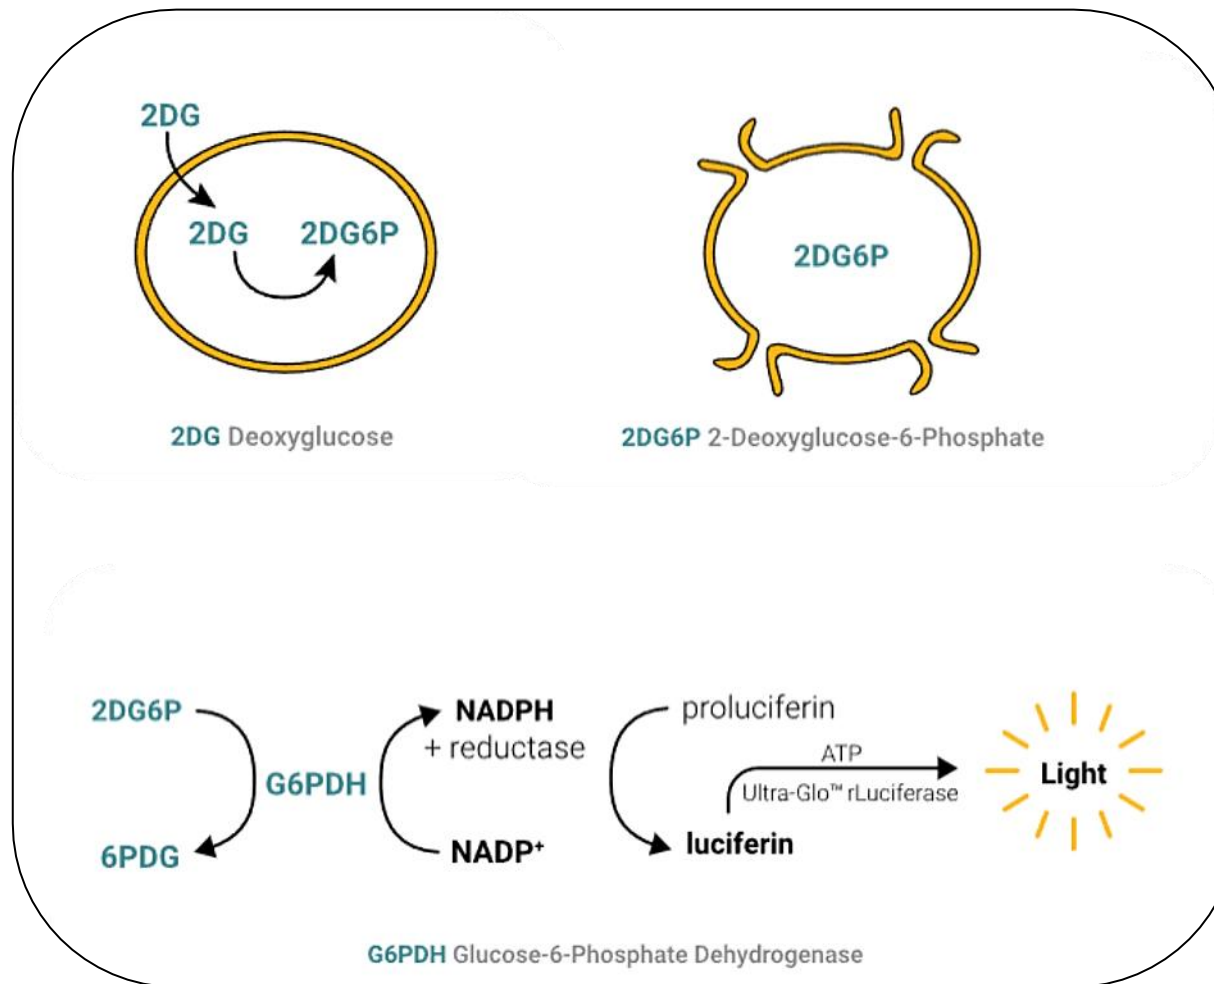 2DG
2DG 2DG6P
2DG Deoxyglucose
2DG6P
2DG6P 2-Deoxyglucose-6-Phosphate
2DG6P
6PDG
G6PDH
NADPH
+ reductase
NADP⁺
proluciferin
luciferin
ATP
Ultra-Glo™ rLuciferase
Light
G6PDH Glucose-6-Phosphate Dehydrogenase